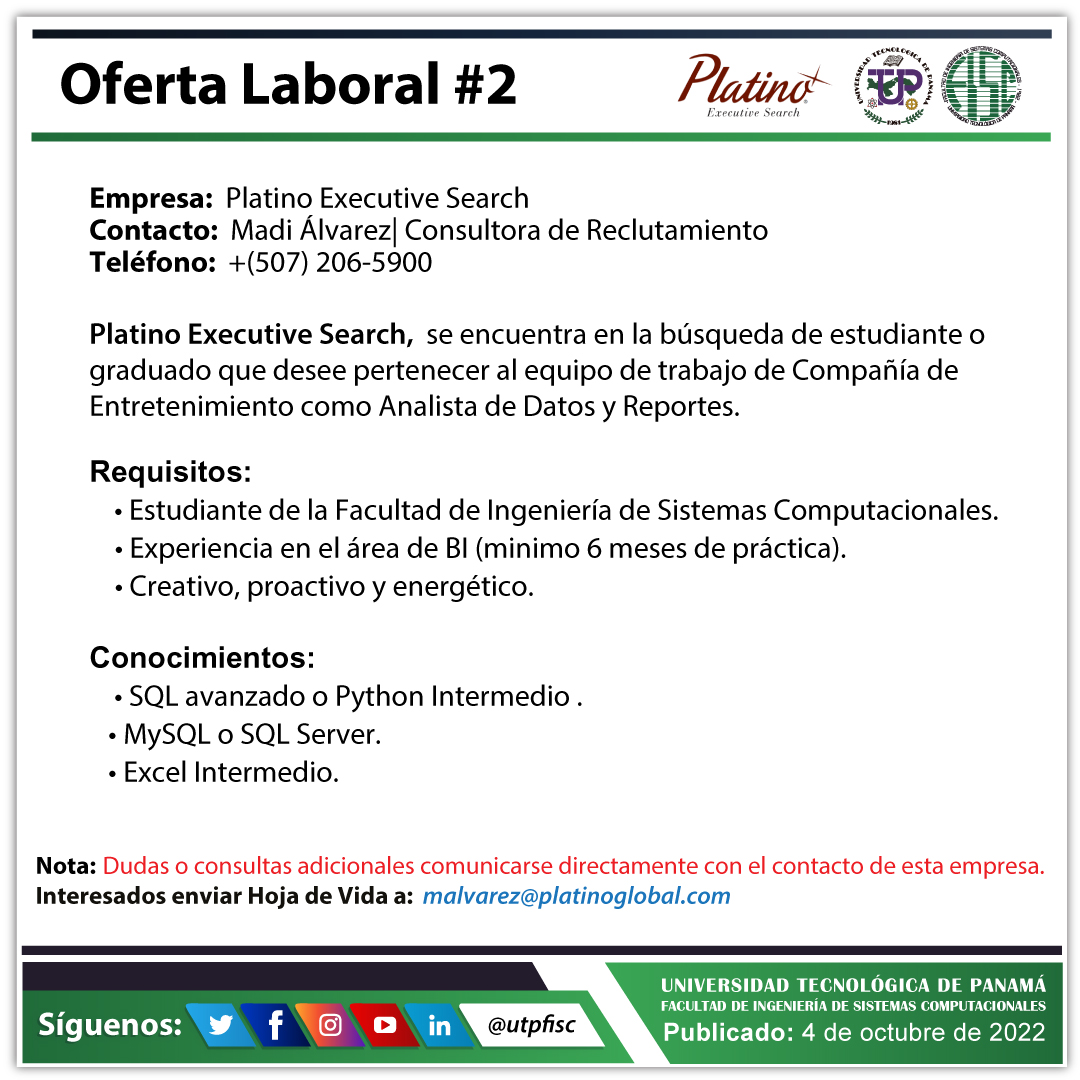 Oferta Laboral #2
Platino
Executive Search
UNIVERSIDAD TECNOLÓGICA DE PANAMÁ
UTP
1981
FISC
Empresa: Platino Executive Search
Contacto: Madi Álvarez| Consultora de Reclutamiento
Teléfono: +(507) 206-5900
Platino Executive Search, se encuentra en la búsqueda de estudiante o
graduado que desee pertenecer al equipo de trabajo de Compañía de
Entretenimiento como Analista de Datos y Reportes.
Requisitos:
• Estudiante de la Facultad de Ingeniería de Sistemas Computacionales.
• Experiencia en el área de BI (minimo 6 meses de práctica).
• Creativo, proactivo y energético.
Conocimientos:
• SQL avanzado o Python Intermedio .
• MySQL o SQL Server.
• Excel Intermedio.
Nota: Dudas o consultas adicionales comunicarse directamente con el contacto de esta empresa.
Interesados enviar Hoja de Vida a: malvarez@platinoglobal.com
Síguenos: @utpfisc
UNIVERSIDAD TECNOLÓGICA DE PANAMÁ
FACULTAD DE INGENIERÍA DE SISTEMAS COMPUTACIONALES
Publicado: 4 de octubre de 2022